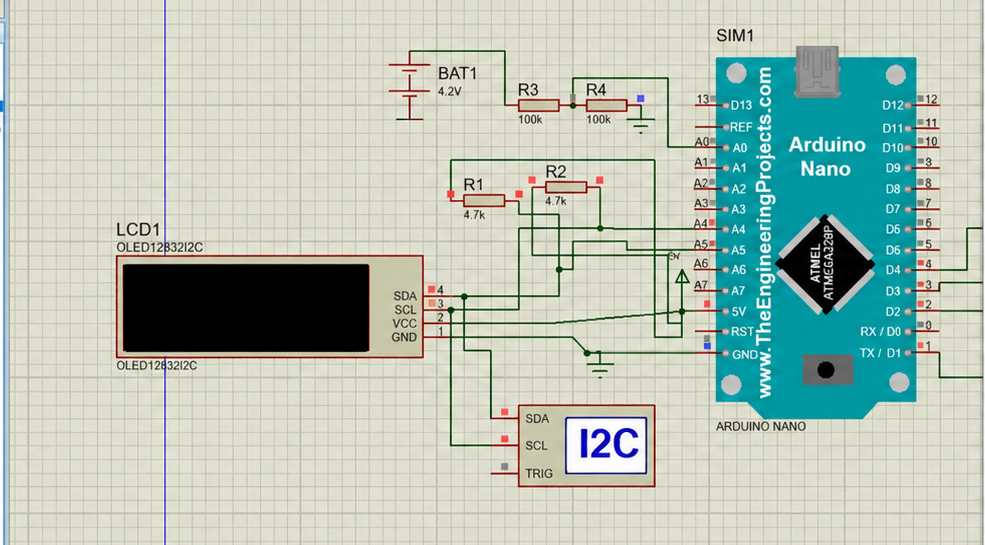 SIM1
BAT1
4.2V
R3
100k
R4
100k
R1
4.7k
R2
4.7k
LCD1
OLED12832I2C
SDA 4
SCL 3
VCC 2
GND 1
OLED12832I2C
SDA
SCL
TRIG
I2C
13 D13
REF
A0 A0
A1 A1
A2 A2
A3 A3
A4 A4
A5 A5
A6 A6
A7 A7
5V
RST
GND
www.TheEngineeringProjects.com
Arduino
Nano
ATMEL
ATMEGA328P
D12 12
D11 11
D10 10
D9 9
D8 8
D7 7
D6 6
D5 5
D4 4
D3 3
D2 2
RX / D0 0
TX / D1 1
ARDUINO NANO